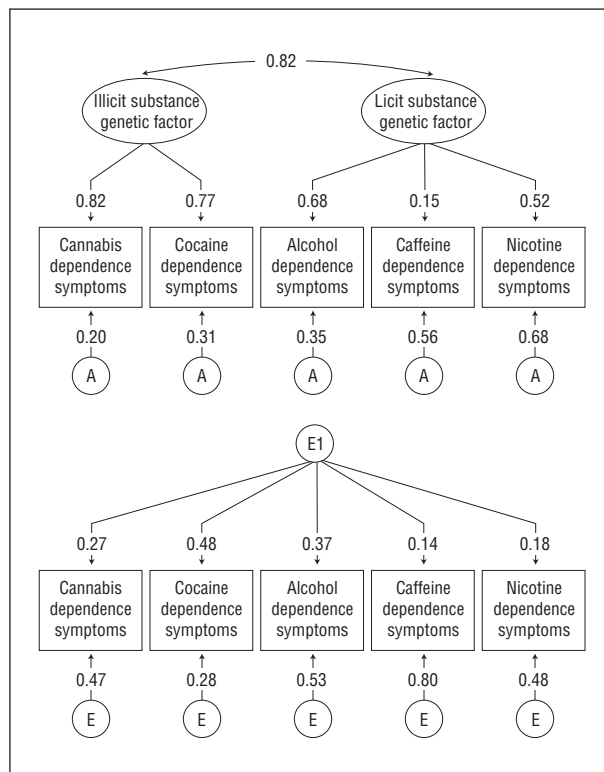 0.82
Illicit substance
genetic factor
Licit substance
genetic factor
0.82 0.77 0.68 0.15 0.52
Cannabis
dependence
symptoms
Cocaine
dependence
symptoms
Alcohol
dependence
symptoms
Caffeine
dependence
symptoms
Nicotine
dependence
symptoms
0.20 0.31 0.35 0.56 0.68
A A A A A
E1
0.27 0.48 0.37 0.14 0.18
Cannabis
dependence
symptoms
Cocaine
dependence
symptoms
Alcohol
dependence
symptoms
Caffeine
dependence
symptoms
Nicotine
dependence
symptoms
0.47 0.28 0.53 0.80 0.48
E E E E E